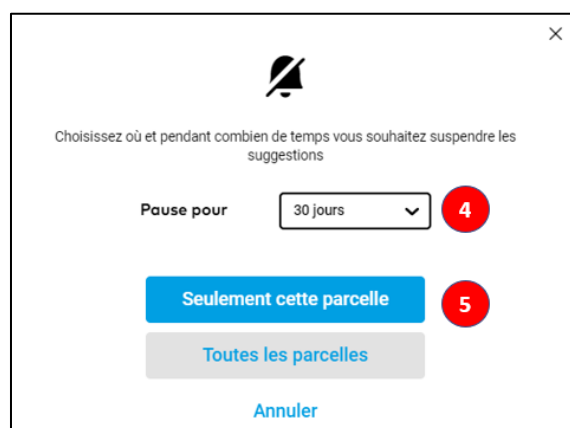 Choisissez où et pendant combien de temps vous souhaitez suspendre les
suggestions
Pause pour 30 jours 4
Seulement cette parcelle 5
Toutes les parcelles
Annuler